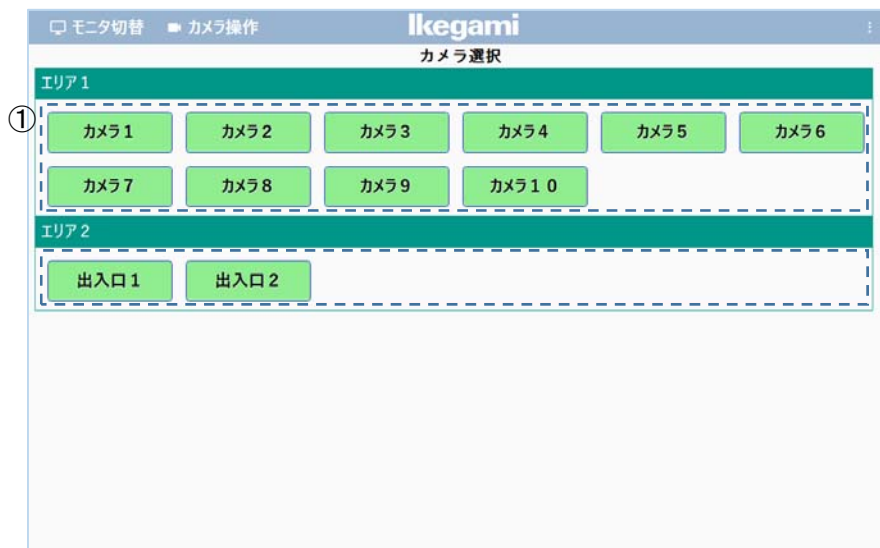 モニタ切替 カメラ操作 Ikegami
カメラ選択
エリア1
①
カメラ1 カメラ2 カメラ3 カメラ4 カメラ5 カメラ6
カメラ7 カメラ8 カメラ9 カメラ10
エリア2
出入口1 出入口2